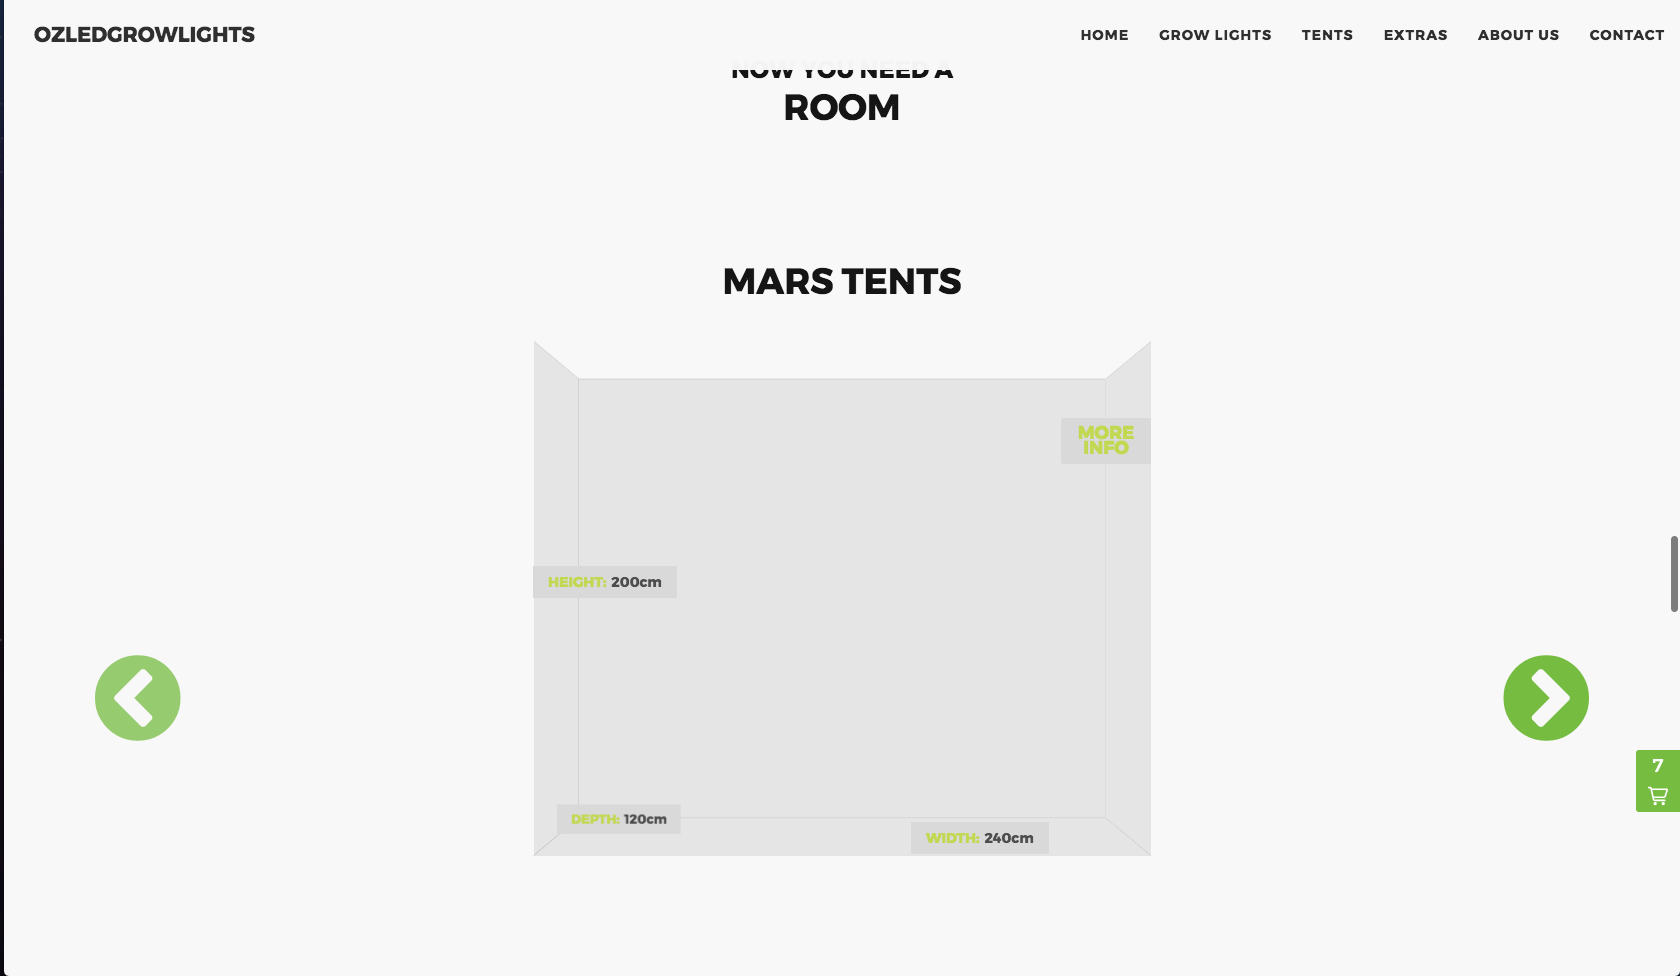 OZLEDGROWLIGHTS
HOME GROW LIGHTS TENTS EXTRAS ABOUT US CONTACT
NOW YOU NEED A
ROOM
MARS TENTS
MORE
INFO
HEIGHT: 200cm
7
DEPTH: 120cm
WIDTH: 240cm